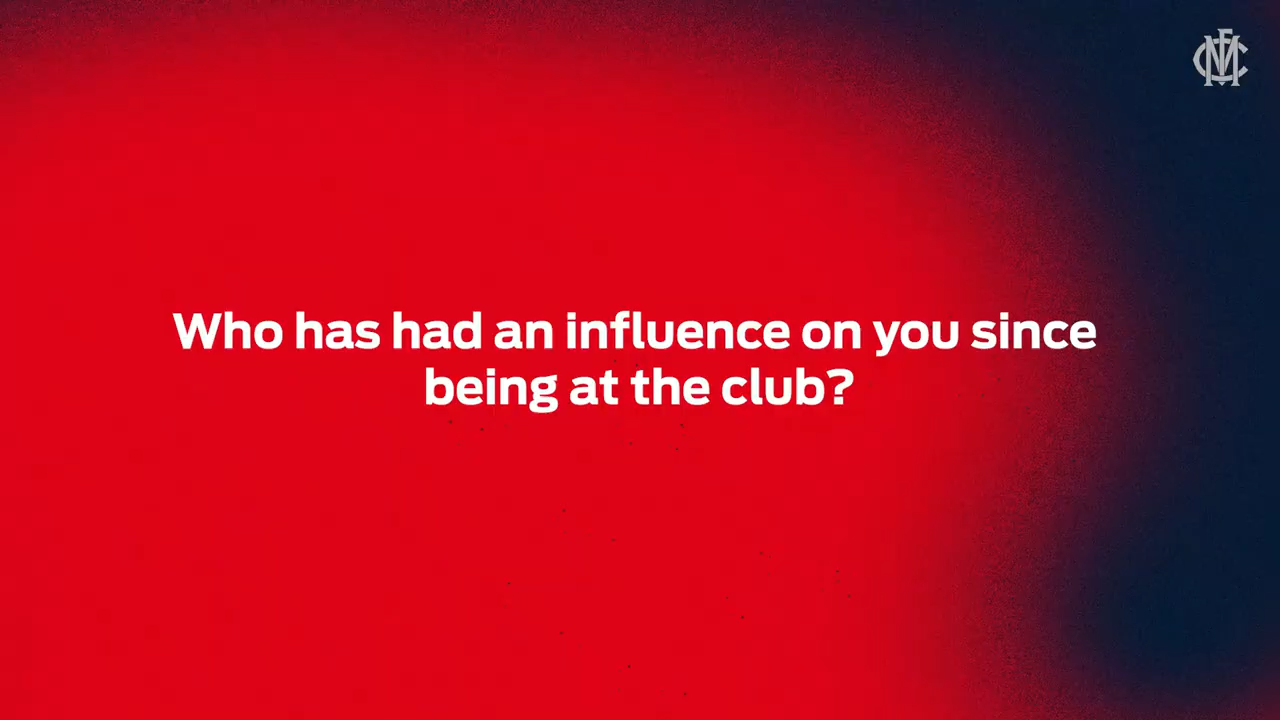 Who has had an influence on you since
being at the club?